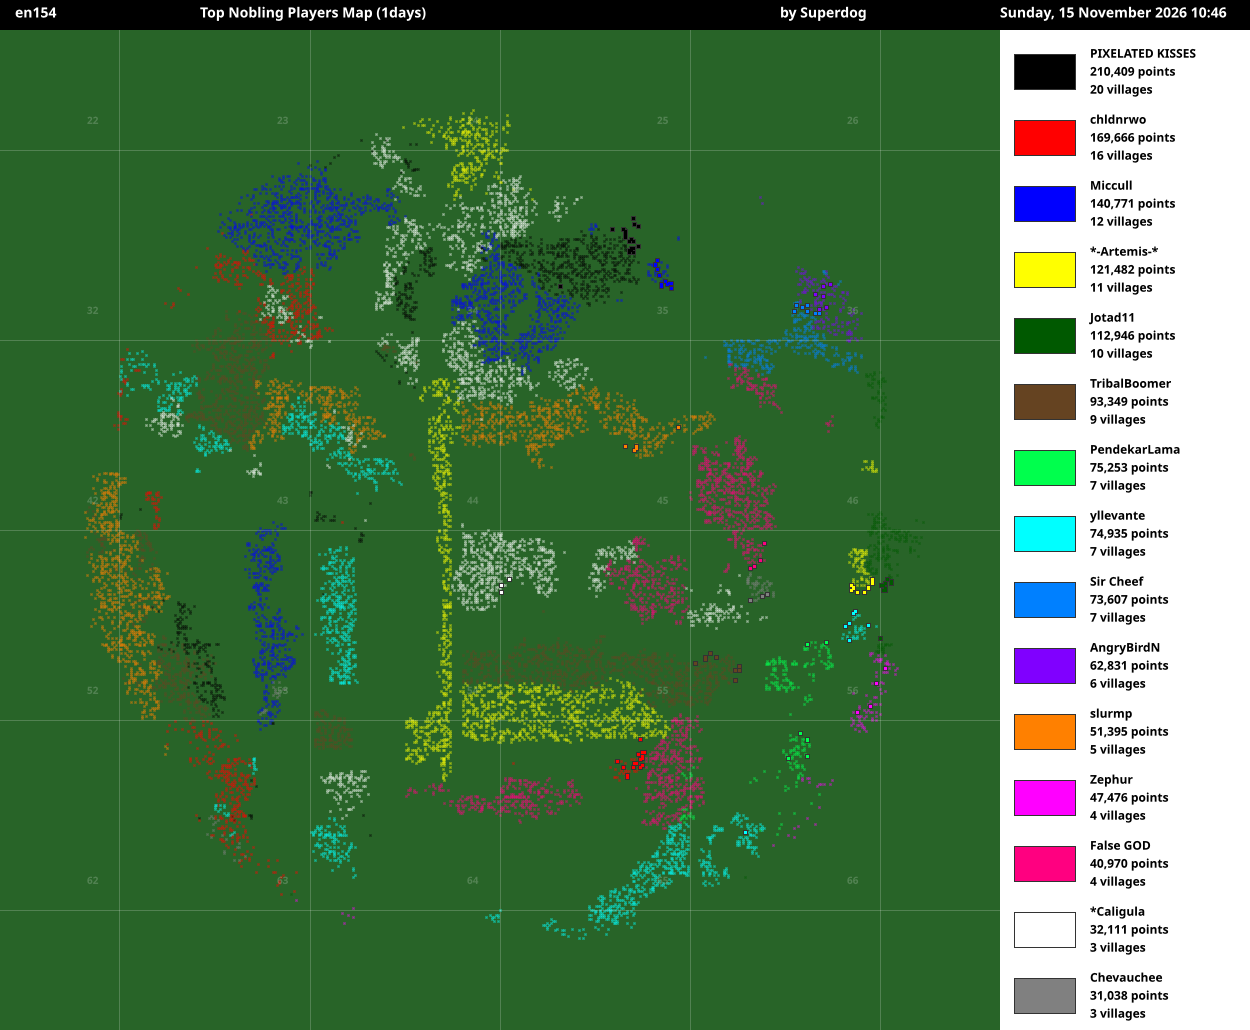 en154 Top Nobling Players Map (1days) by Superdog Sunday, 15 November 2026 10:46
PIXELATED KISSES
210,409 points
20 villages
chldnrwo
169,666 points
16 villages
Miccull
140,771 points
12 villages
*-Artemis-*
121,482 points
11 villages
Jotad11
112,946 points
10 villages
TribalBoomer
93,349 points
9 villages
PendekarLama
75,253 points
7 villages
yllevante
74,935 points
7 villages
Sir Cheef
73,607 points
7 villages
AngryBirdN
62,831 points
6 villages
slurmp
51,395 points
5 villages
Zephur
47,476 points
4 villages
False GOD
40,970 points
4 villages
*Caligula
32,111 points
3 villages
Chevauchee
31,038 points
3 villages
22 23 25 26
32 35 36
42 43 44 45 46
52 55 56
62 63 64 66